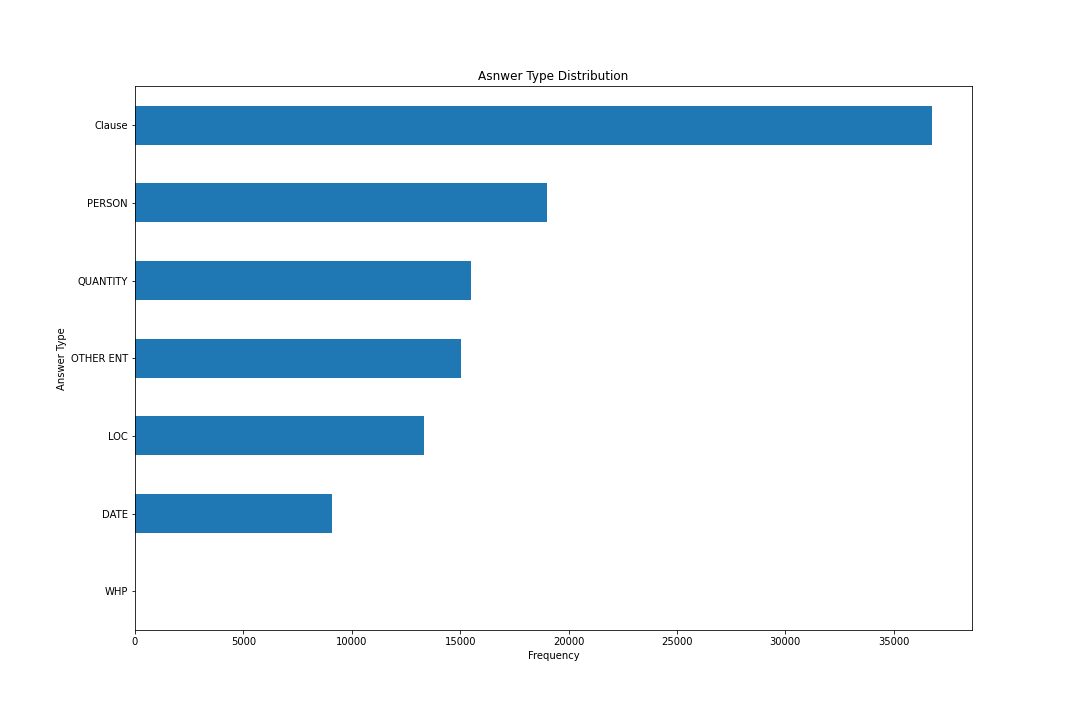 Asnwer Type Distribution
Clause
PERSON
QUANTITY
OTHER ENT
LOC
DATE
WHP
Answer Type
0 5000 10000 15000 20000 25000 30000 35000
Frequency